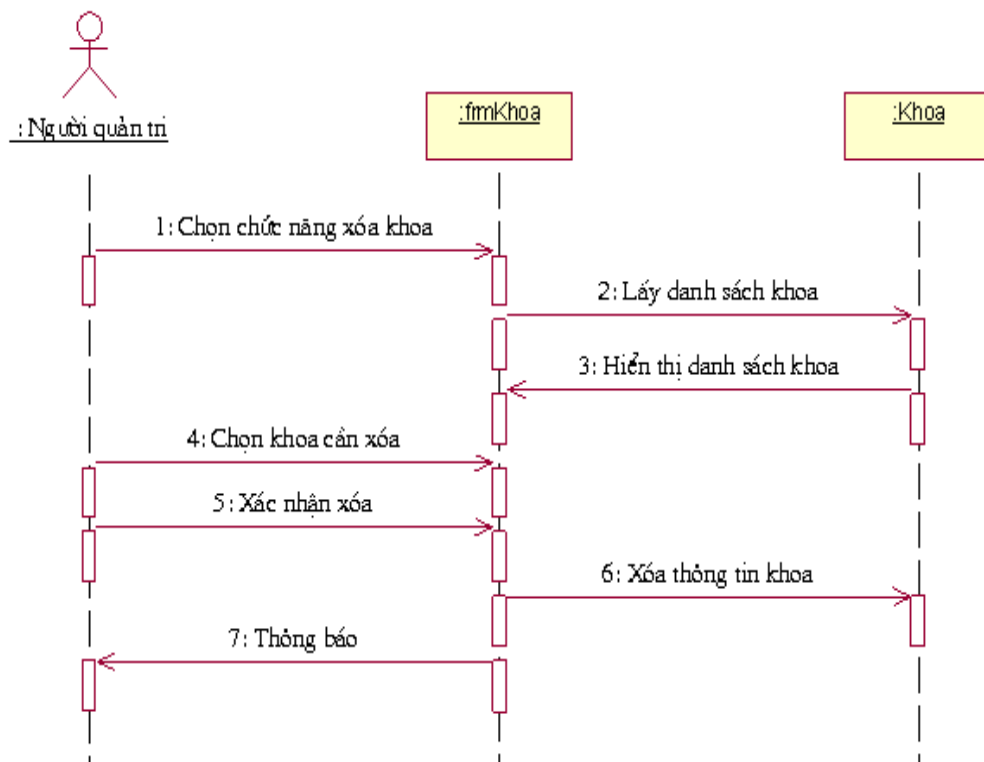 : Người quản tri
:frmKhoa
:Khoa
1: Chọn chức năng xóa khoa
2: Lấy danh sách khoa
3: Hiển thị danh sách khoa
4: Chọn khoa cần xóa
5: Xác nhận xóa
6: Xóa thông tin khoa
7: Thông báo